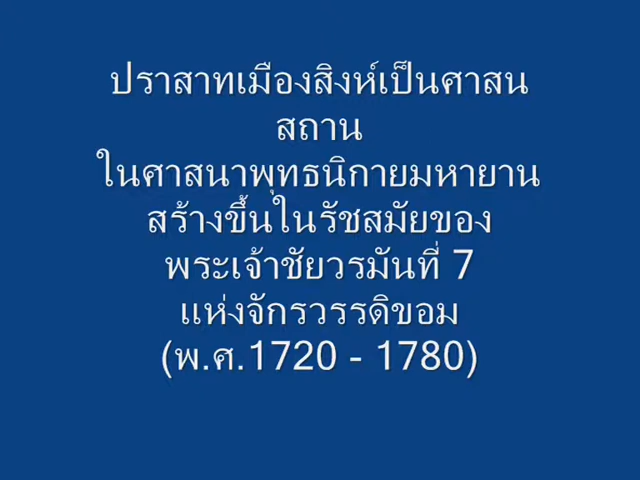 ปราสาทเมืองสิงห์เป็นศาสน
สถาน
ในศาสนาพุทธนิกายมหายาน
สร้างขึ้นในรัชสมัยของ
พระเจ้าชัยวรมันที่ 7
แห่งจักรวรรดิขอม
(พ.ศ.1720 - 1780)